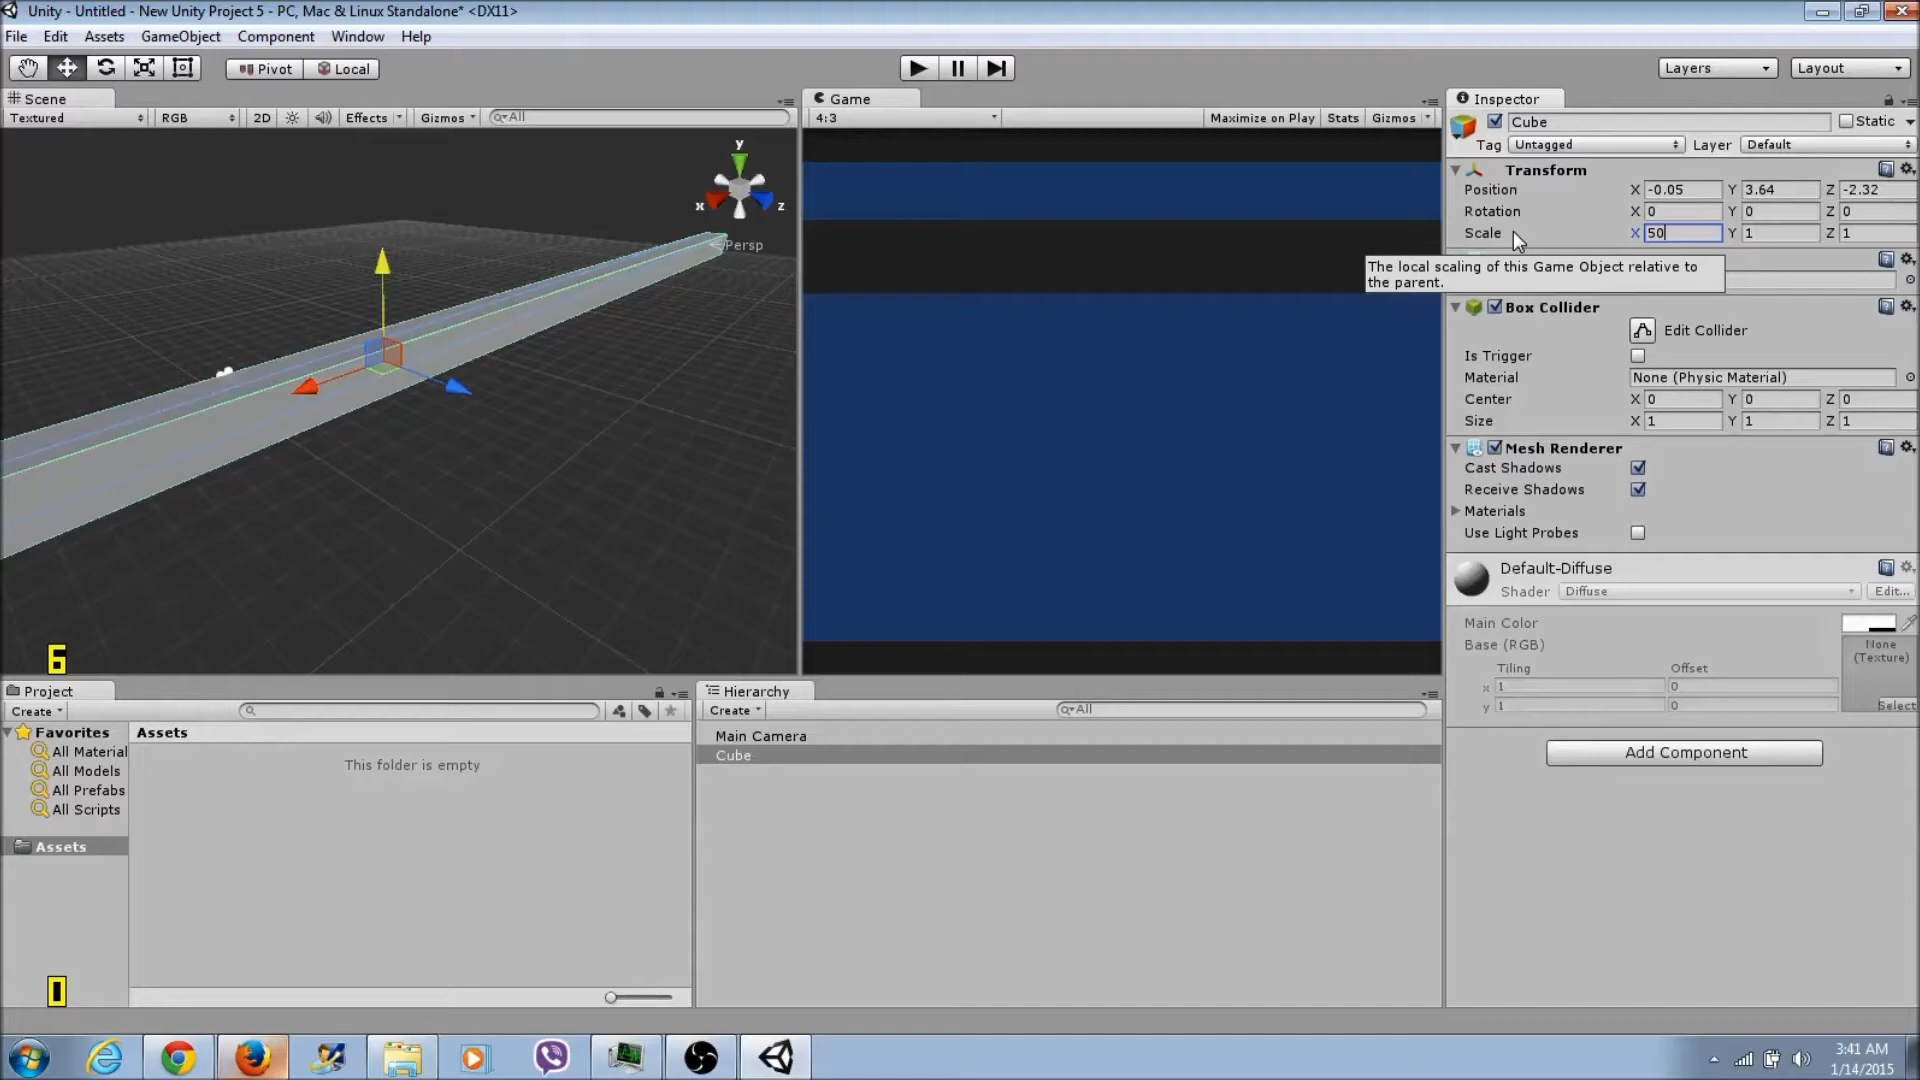 Unity - Untitled - New Unity Project 5 - PC, Mac & Linux Standalone* <DX11>
File Edit Assets GameObject Component Window Help
Pivot Local Layers Layout
Scene
Textured RGB 2D Effects Gizmos All
y
x z
Persp
6
Game
4:3 Maximize on Play Stats Gizmos
Inspector
Cube Static
Tag Untagged Layer Default
Transform
Position X -0.05 Y 3.64 Z -2.32
Rotation X 0 Y 0 Z 0
Scale X 50 Y 1 Z 1
The local scaling of this Game Object relative to
the parent.
Box Collider
Edit Collider
Is Trigger
Material None (Physic Material)
Center X 0 Y 0 Z 0
Size X 1 Y 1 Z 1
Mesh Renderer
Cast Shadows
Receive Shadows
Materials
Use Light Probes
Default-Diffuse
Shader Diffuse Edit...
Main Color
Base (RGB)
None
(Texture)
Tiling Offset
x 1 0
y 1 0
Select
Add Component
Project
Create
Favorites
All Material
All Models
All Prefabs
All Scripts
Assets
Assets
This folder is empty
Hierarchy
Create All
Main Camera
Cube
3:41 AM
1/14/2015